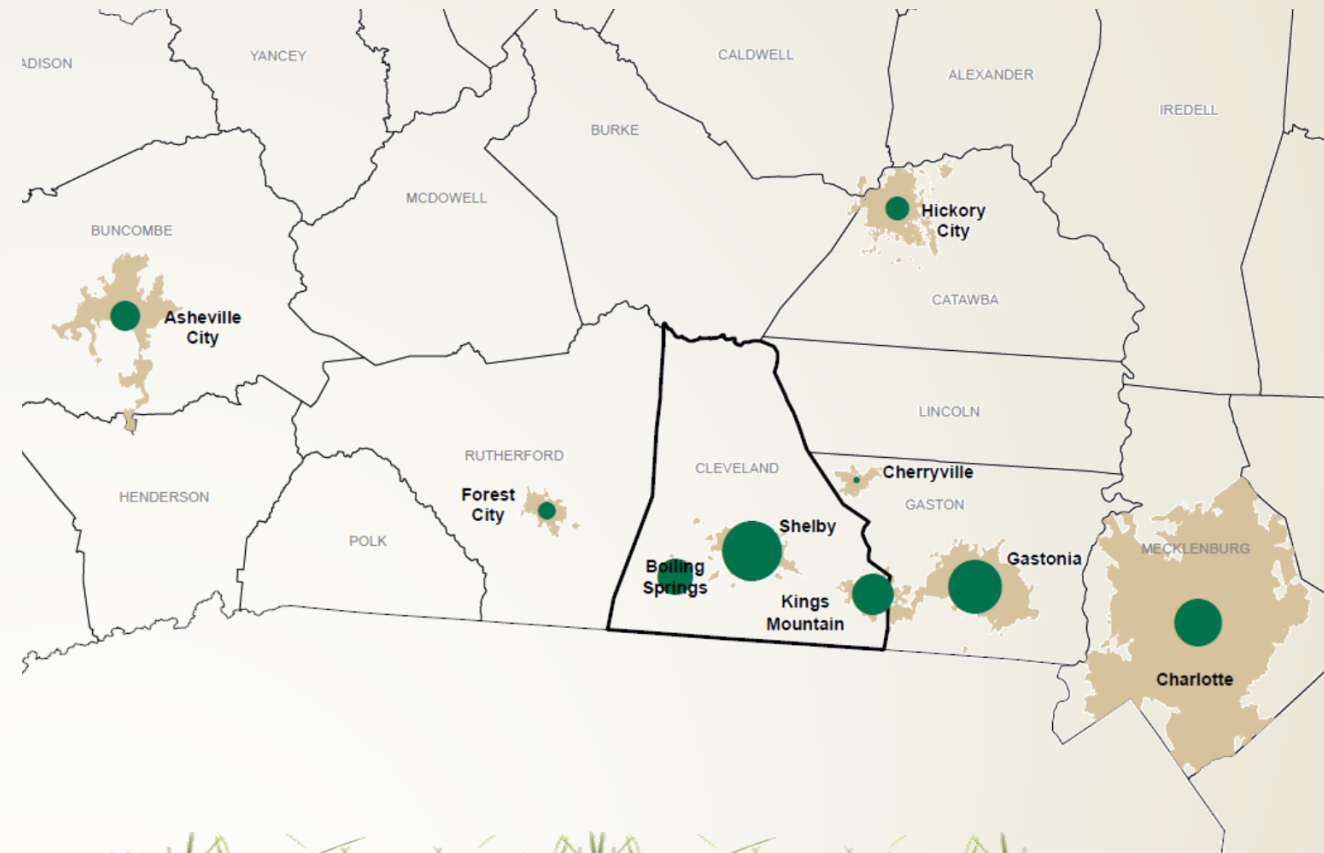 ADISON
YANCEY
CALDWELL
ALEXANDER
IREDELL
BURKE
MCDOWELL
Hickory
City
BUNCOMBE
CATAWBA
Asheville
City
LINCOLN
RUTHERFORD
CLEVELAND
Cherryville
HENDERSON
Forest
City
GASTON
POLK
Shelby
MECKLENBURG
Gastonia
Boiling
Springs
Kings
Mountain
Charlotte